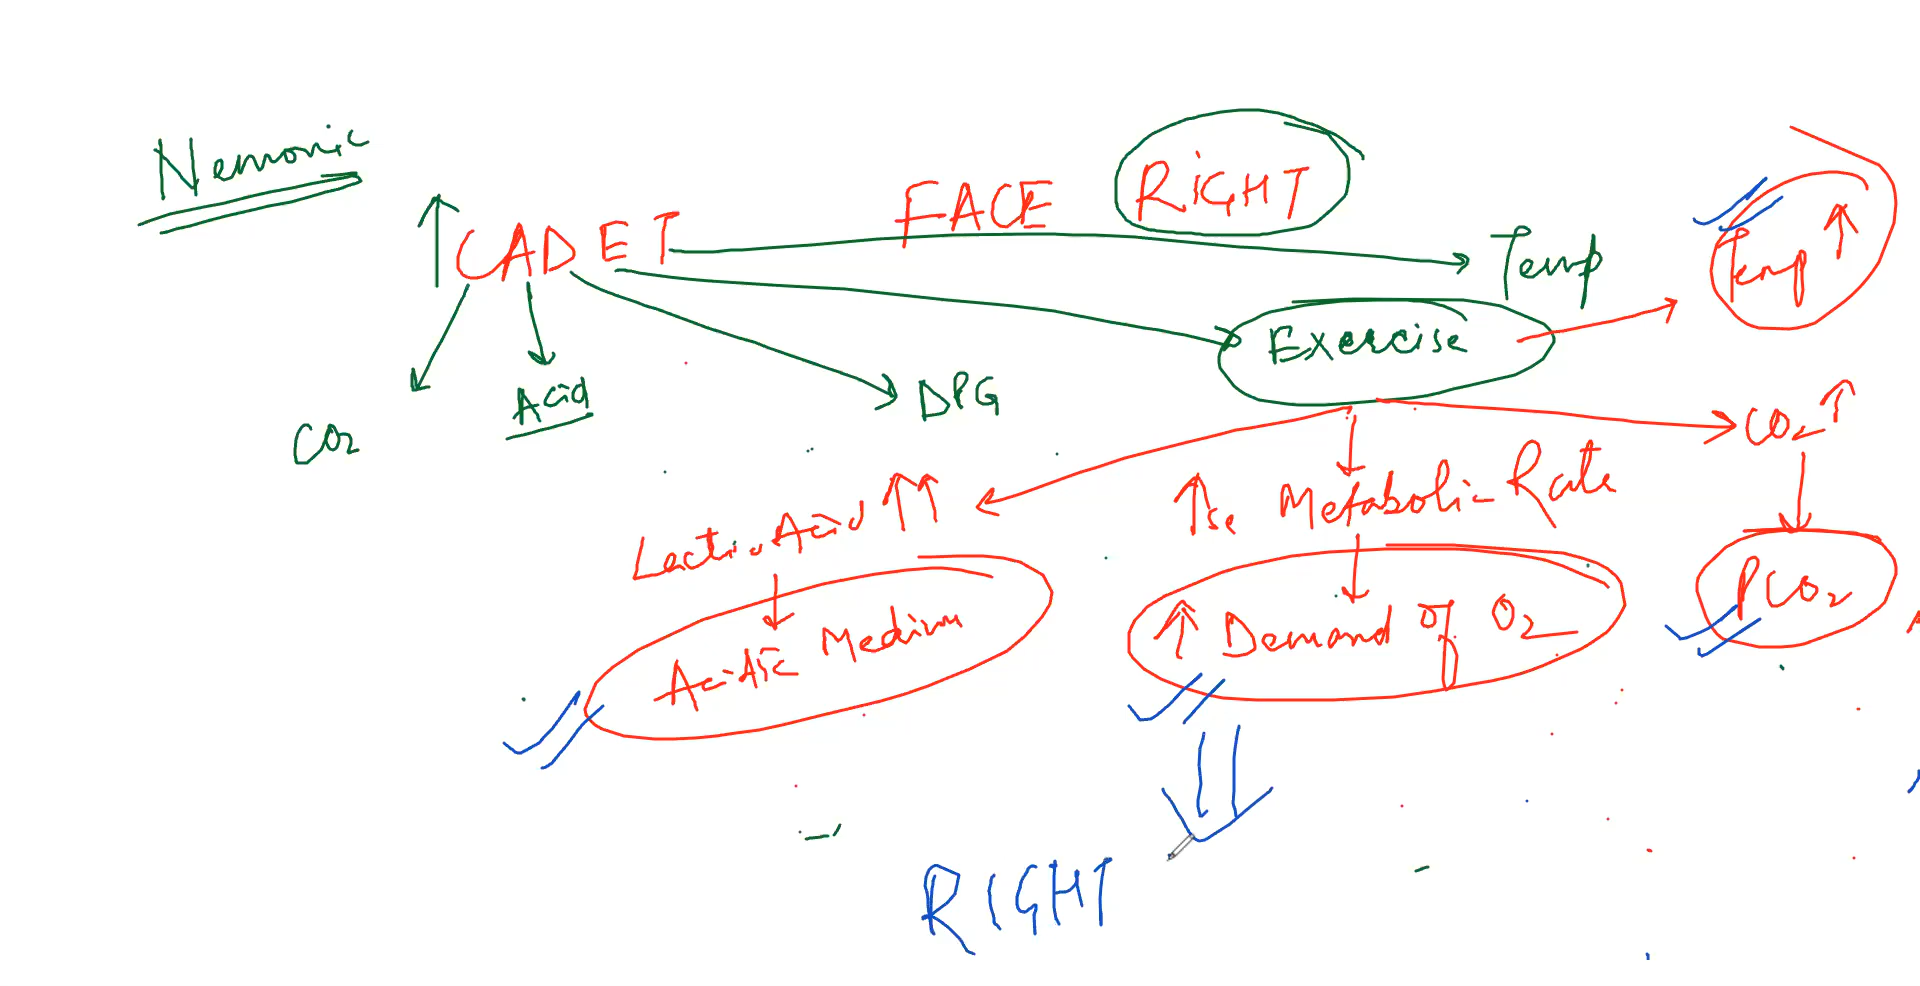 Nemonic
↑ CADET FACE RIGHT
Temp
Temp ↑
Exercise
Acid
DPG
CO2
CO2 ↑
Lactic Acid ↑↑
↑se Metabolic Rate
PCO2
Acidic Medium
↑ Demand of O2
RIGHT